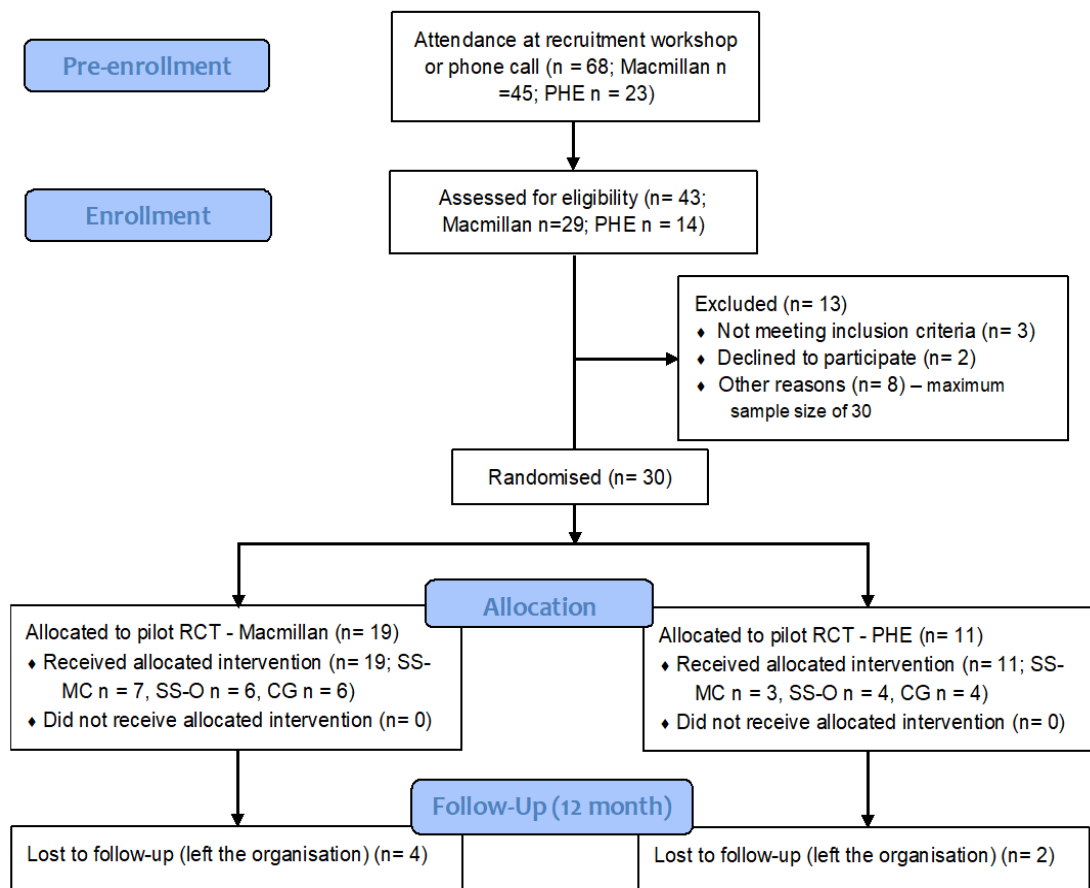 Pre-enrollment
Attendance at recruitment workshop
or phone call (n = 68; Macmillan n
=45; PHE n = 23)
Enrollment
Assessed for eligibility (n= 43;
Macmillan n=29; PHE n = 14)
Excluded (n= 13)
♦ Not meeting inclusion criteria (n= 3)
♦ Declined to participate (n= 2)
♦ Other reasons (n= 8) – maximum
sample size of 30
Randomised (n= 30)
Allocation
Allocated to pilot RCT - Macmillan (n= 19)
♦ Received allocated intervention (n= 19; SS-
MC n = 7, SS-O n = 6, CG n = 6)
♦ Did not receive allocated intervention (n= 0)
Allocated to pilot RCT - PHE (n= 11)
♦ Received allocated intervention (n= 11; SS-
MC n = 3, SS-O n = 4, CG n = 4)
♦ Did not receive allocated intervention (n= 0)
Follow-Up (12 month)
Lost to follow-up (left the organisation) (n= 4)
Lost to follow-up (left the organisation) (n= 2)